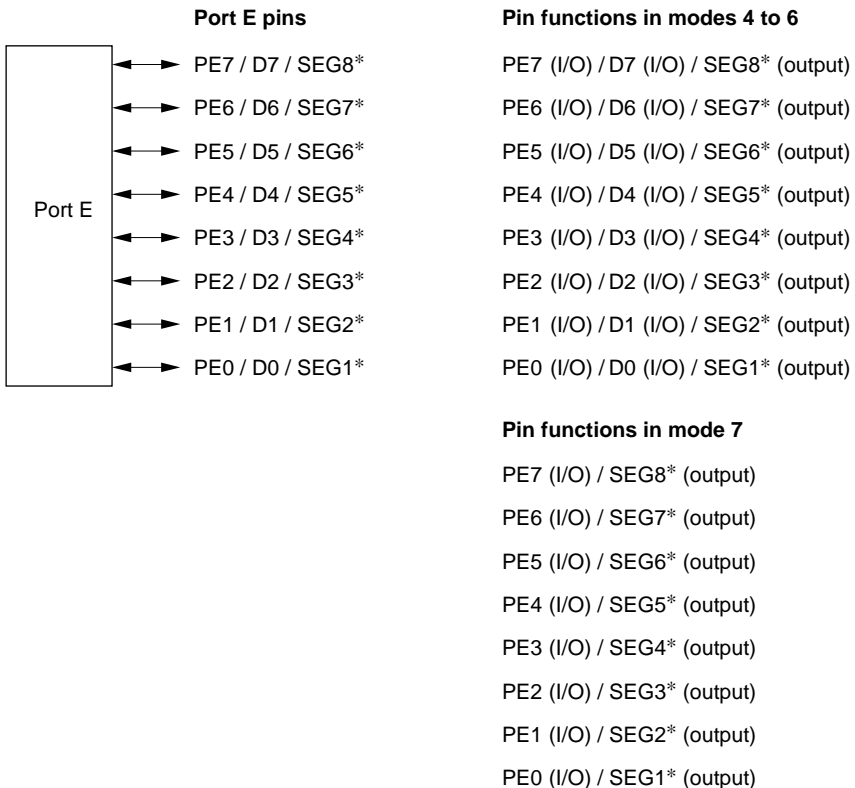 Port E pins
Pin functions in modes 4 to 6
PE7 / D7 / SEG8*
PE7 (I/O) / D7 (I/O) / SEG8* (output)
PE6 / D6 / SEG7*
PE6 (I/O) / D6 (I/O) / SEG7* (output)
PE5 / D5 / SEG6*
PE5 (I/O) / D5 (I/O) / SEG6* (output)
PE4 / D4 / SEG5*
PE4 (I/O) / D4 (I/O) / SEG5* (output)
Port E
PE3 / D3 / SEG4*
PE3 (I/O) / D3 (I/O) / SEG4* (output)
PE2 / D2 / SEG3*
PE2 (I/O) / D2 (I/O) / SEG3* (output)
PE1 / D1 / SEG2*
PE1 (I/O) / D1 (I/O) / SEG2* (output)
PE0 / D0 / SEG1*
PE0 (I/O) / D0 (I/O) / SEG1* (output)
Pin functions in mode 7
PE7 (I/O) / SEG8* (output)
PE6 (I/O) / SEG7* (output)
PE5 (I/O) / SEG6* (output)
PE4 (I/O) / SEG5* (output)
PE3 (I/O) / SEG4* (output)
PE2 (I/O) / SEG3* (output)
PE1 (I/O) / SEG2* (output)
PE0 (I/O) / SEG1* (output)